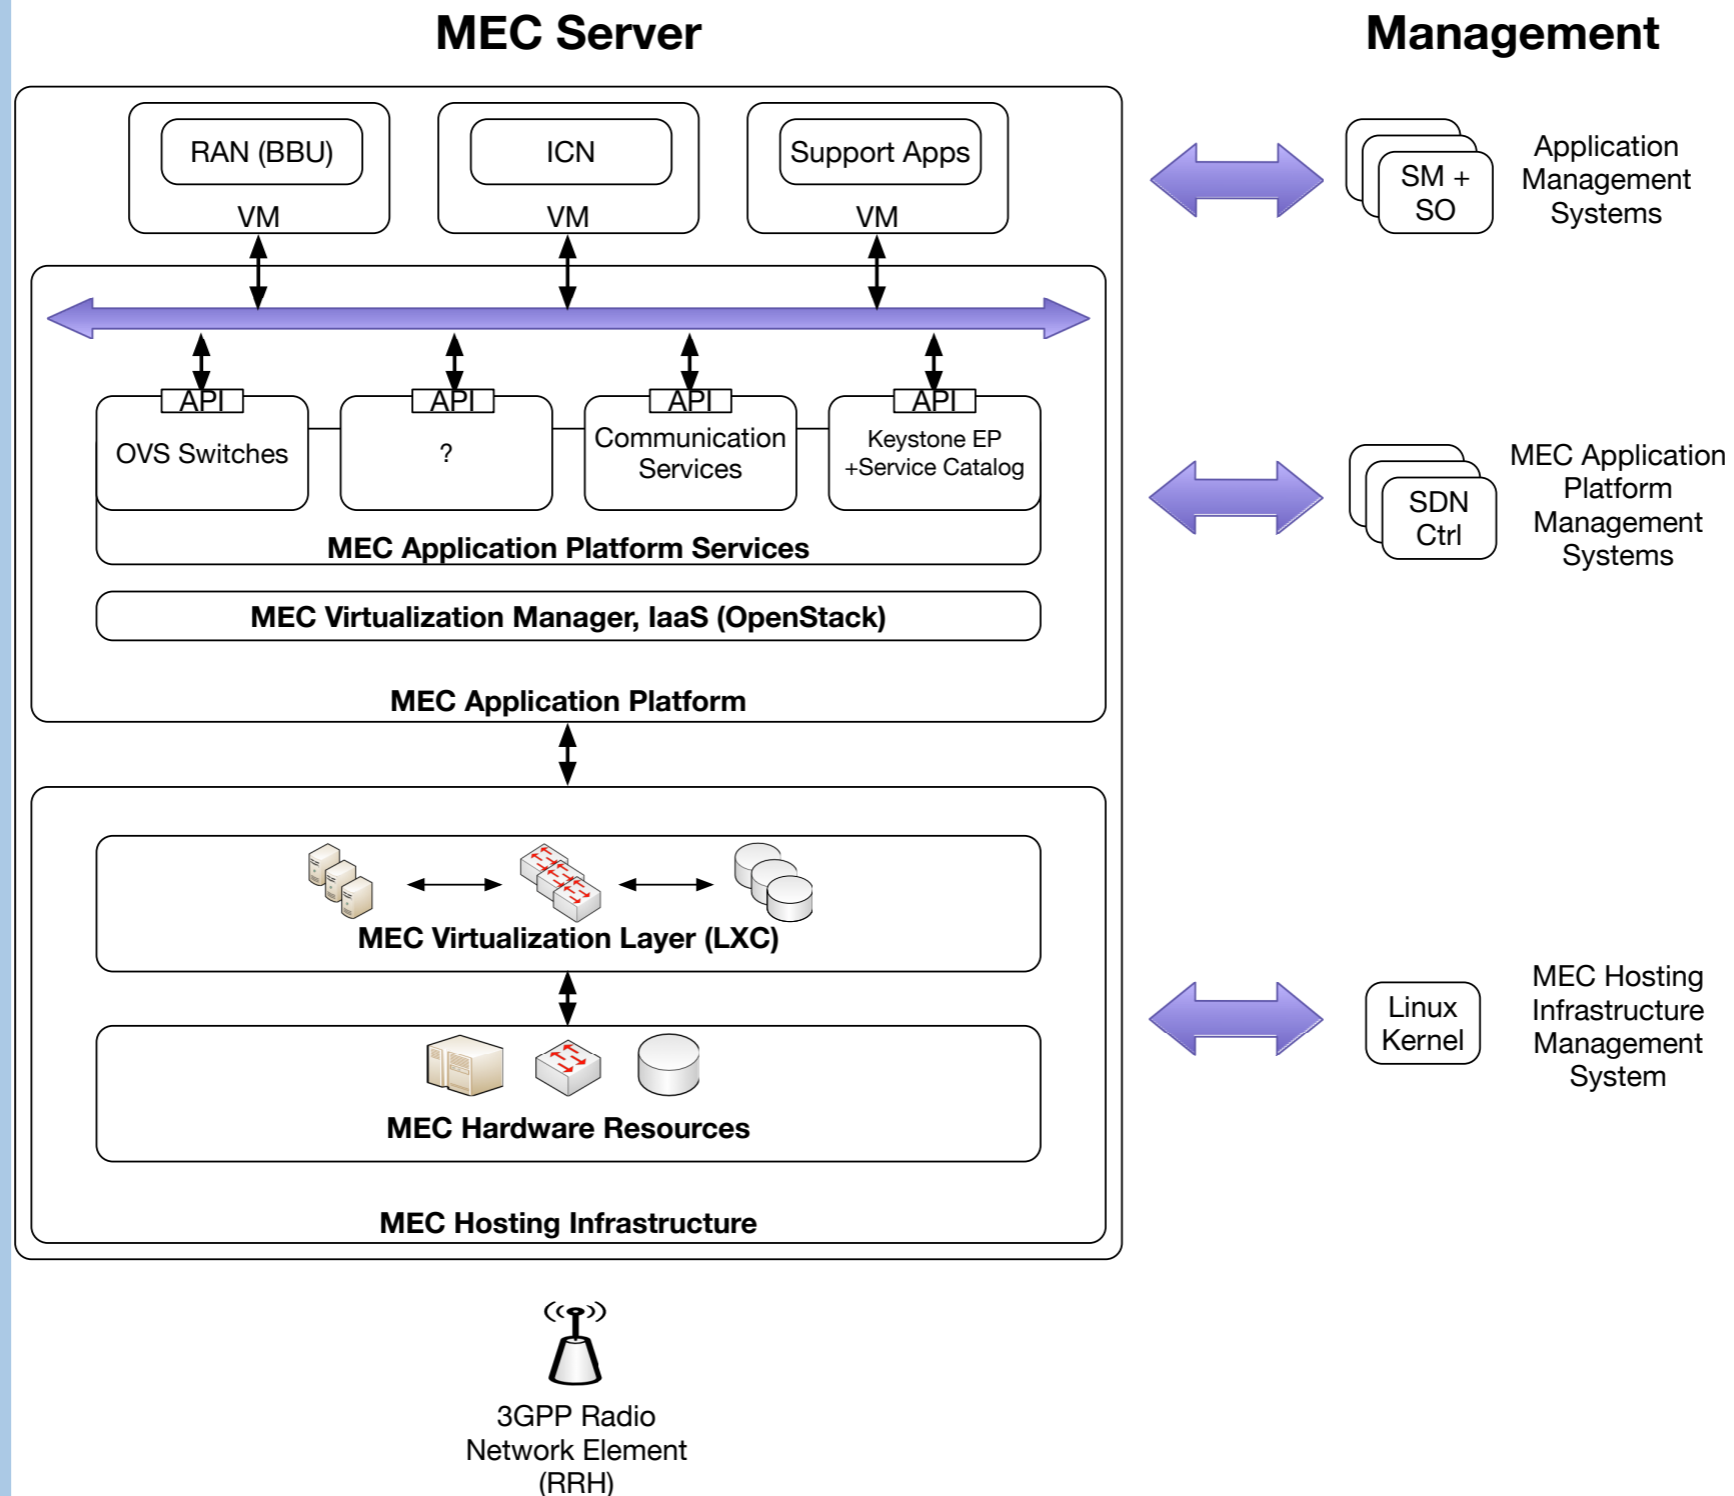 MEC Server
Management
RAN (BBU)
VM
ICN
VM
Support Apps
VM
SM +
SO
Application
Management
Systems
API
OVS Switches
API
?
API
Communication
Services
API
Keystone EP
+Service Catalog
MEC Application Platform Services
MEC Virtualization Manager, IaaS (OpenStack)
MEC Application Platform
SDN
Ctrl
MEC Application
Platform
Management
Systems
MEC Virtualization Layer (LXC)
MEC Hardware Resources
MEC Hosting Infrastructure
Linux
Kernel
MEC Hosting
Infrastructure
Management
System
3GPP Radio
Network Element
(RRH)